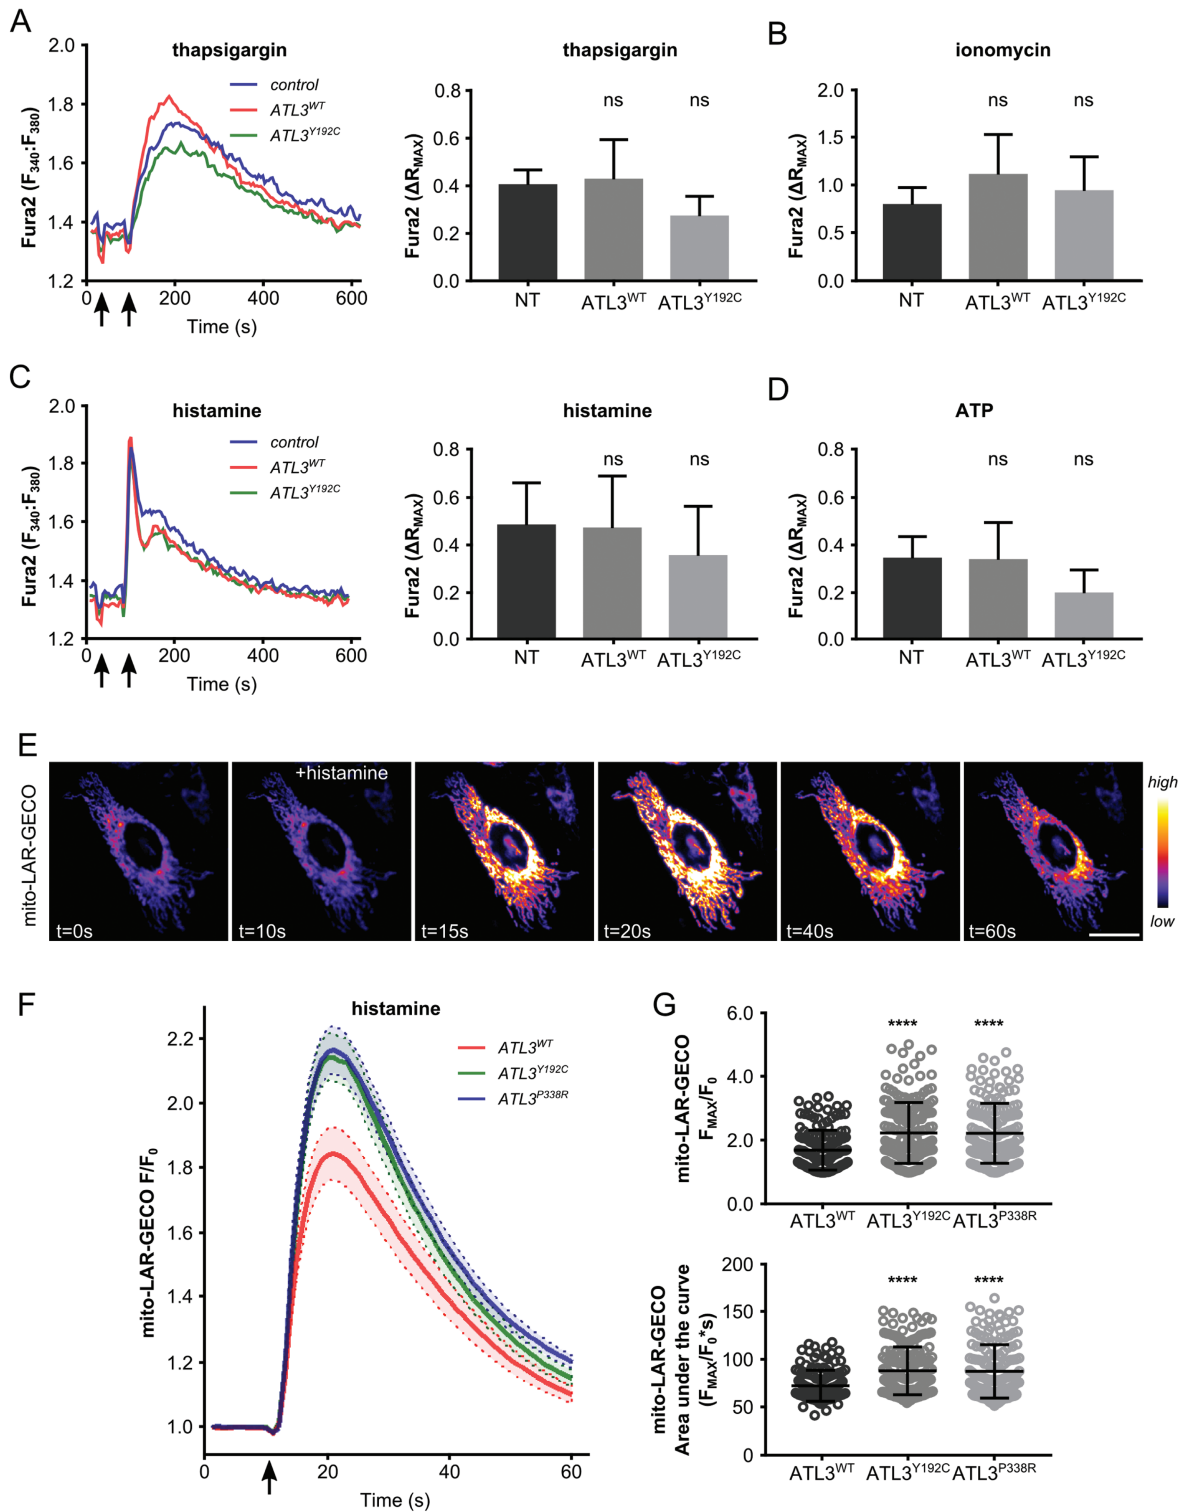 A
thapsigargin
2.0
1.8
1.6
1.4
1.2
Fura2 (F340:F380)
control
ATL3WT
ATL3Y192C
0
200
400
600
Time (s)
thapsigargin
0.8
0.6
0.4
0.2
0.0
Fura2 (ΔRMAX)
ns
ns
NT
ATL3WT
ATL3Y192C
B
ionomycin
2.0
1.5
1.0
0.5
0.0
Fura2 (ΔRMAX)
ns
ns
NT
ATL3WT
ATL3Y192C
C
histamine
2.0
1.8
1.6
1.4
1.2
Fura2 (F340:F380)
control
ATL3WT
ATL3Y192C
0
200
400
600
Time (s)
histamine
0.8
0.6
0.4
0.2
0.0
Fura2 (ΔRMAX)
ns
ns
NT
ATL3WT
ATL3Y192C
D
ATP
0.8
0.6
0.4
0.2
0.0
Fura2 (ΔRMAX)
ns
ns
NT
ATL3WT
ATL3Y192C
E
mito-LAR-GECO
+histamine
t=0s
t=10s
t=15s
t=20s
t=40s
t=60s
high
low
F
histamine
2.2
2.0
1.8
1.6
1.4
1.2
1.0
mito-LAR-GECO F/F0
ATL3WT
ATL3Y192C
ATL3P338R
0
20
40
60
Time (s)
G
6.0
4.0
2.0
0.0
mito-LAR-GECO
FMAX/F0
****
****
ATL3WT
ATL3Y192C
ATL3P338R
200
150
100
50
0
mito-LAR-GECO
Area under the curve
(FMAX/F0*s)
****
****
ATL3WT
ATL3Y192C
ATL3P338R